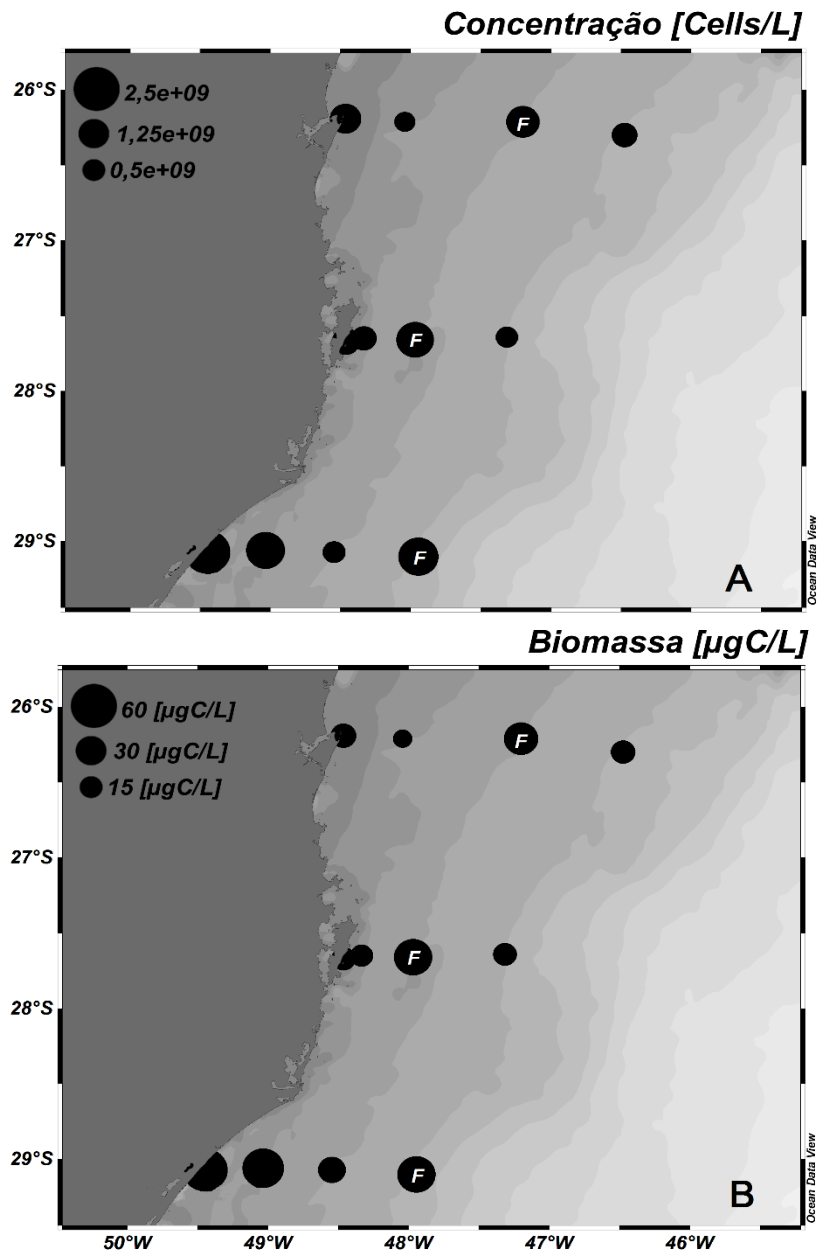 Concentração [Cells/L]
26°S
2,5e+09
1,25e+09
0,5e+09
F
27°S
F
28°S
29°S
F
A
Ocean Data View
Biomassa [µgC/L]
26°S
60 [µgC/L]
30 [µgC/L]
15 [µgC/L]
F
27°S
F
28°S
29°S
F
B
Ocean Data View
50°W 49°W 48°W 47°W 46°W